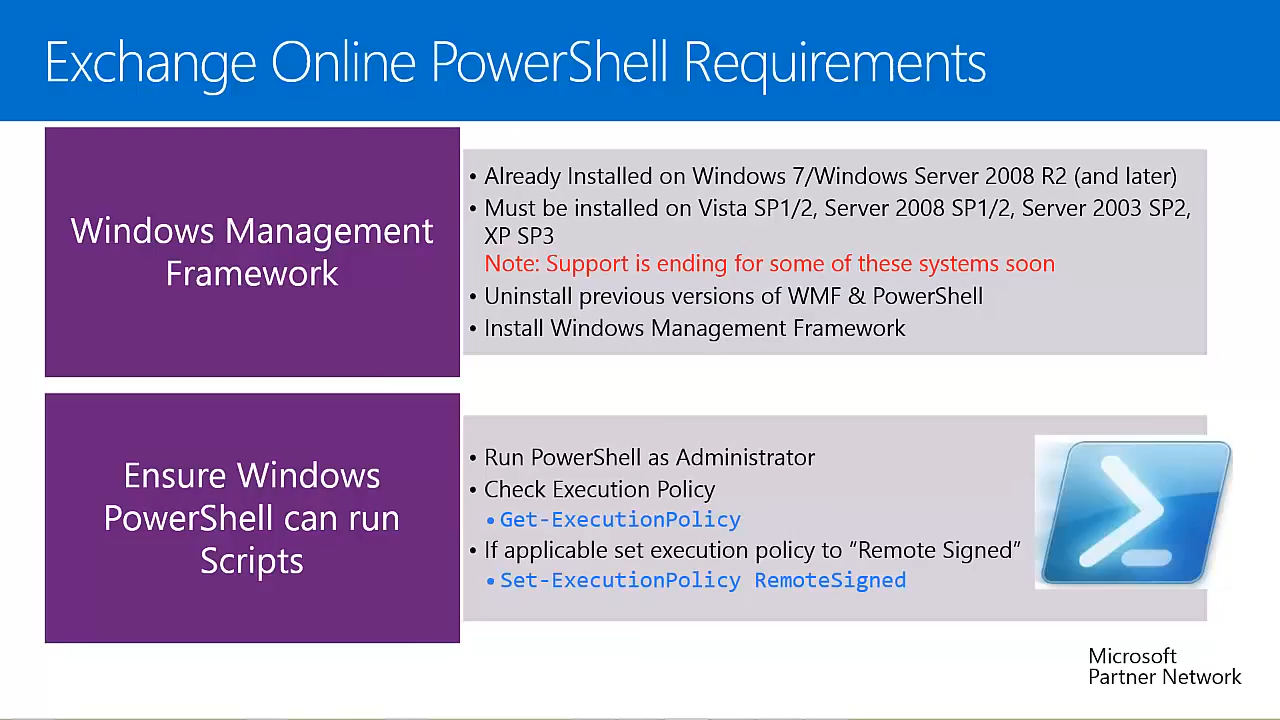 Exchange Online PowerShell Requirements
Windows Management
Framework
• Already Installed on Windows 7/Windows Server 2008 R2 (and later)
• Must be installed on Vista SP1/2, Server 2008 SP1/2, Server 2003 SP2,
XP SP3
Note: Support is ending for some of these systems soon
• Uninstall previous versions of WMF & PowerShell
• Install Windows Management Framework
Ensure Windows
PowerShell can run
Scripts
• Run PowerShell as Administrator
• Check Execution Policy
• Get-ExecutionPolicy
• If applicable set execution policy to “Remote Signed”
• Set-ExecutionPolicy RemoteSigned
Microsoft
Partner Network